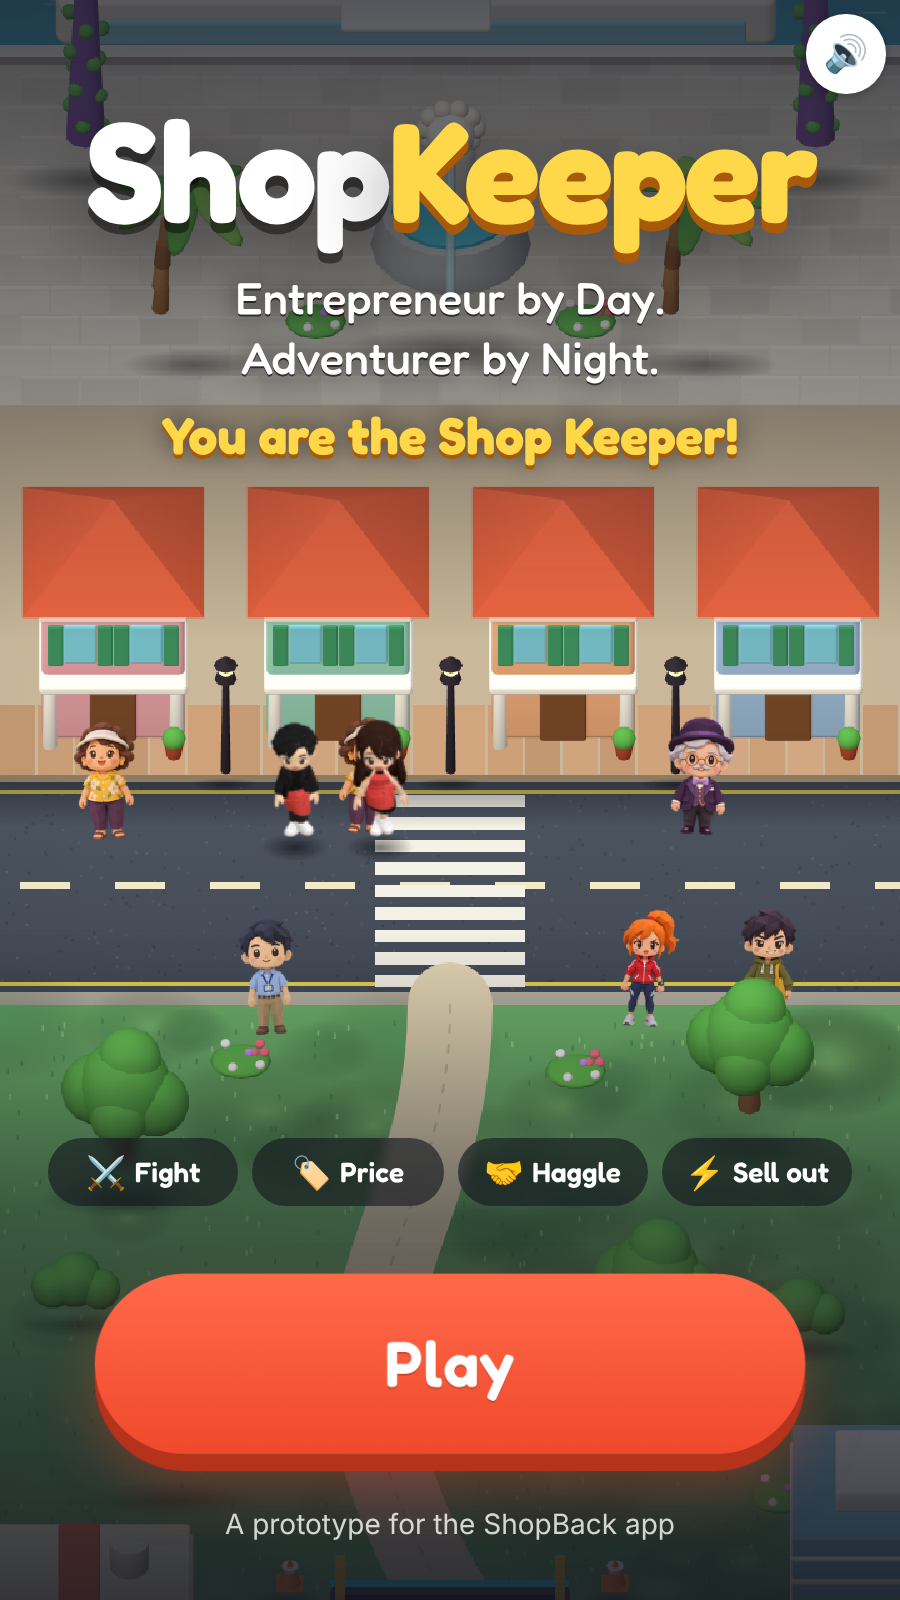 ShopKeeper
Entrepreneur by Day.
Adventurer by Night.
You are the Shop Keeper!
Fight
Price
Haggle
Sell out
Play
A prototype for the ShopBack app